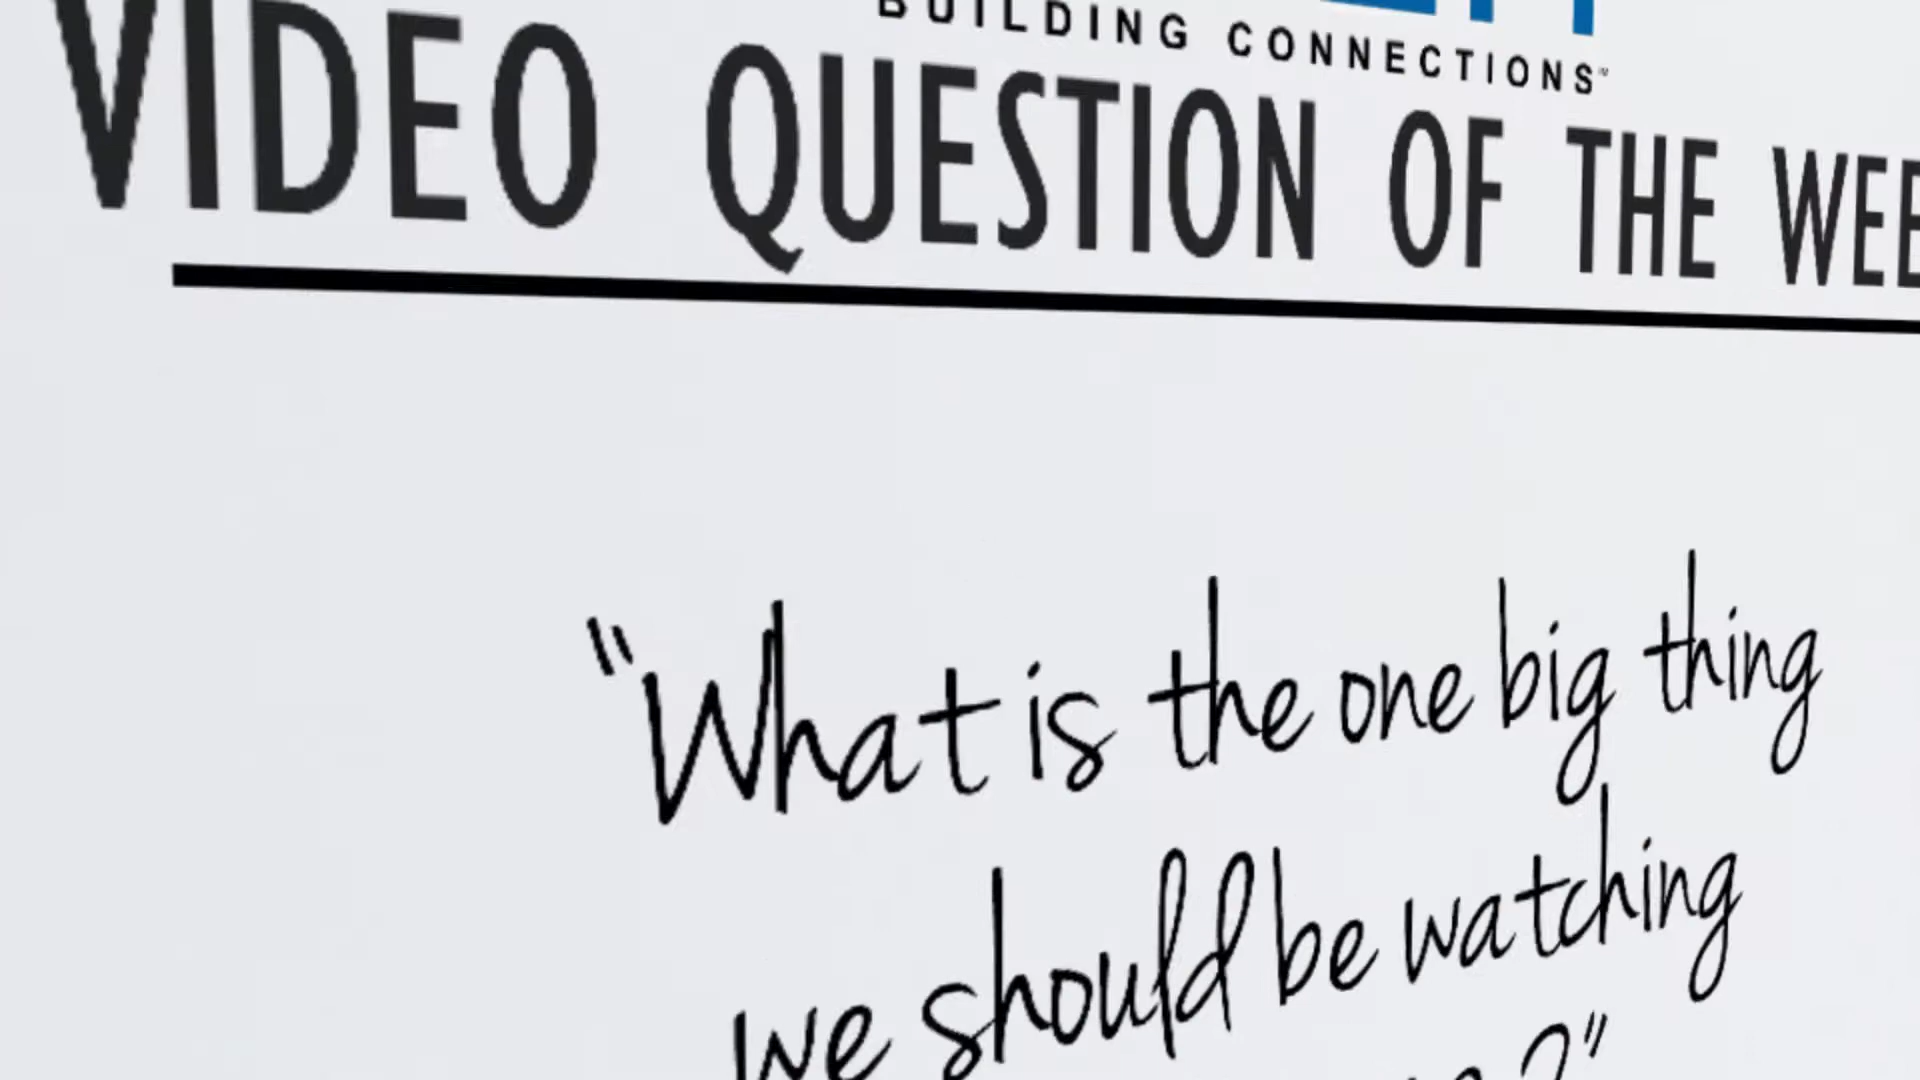 BUILDING CONNECTIONS
VIDEO QUESTION OF THE WEE
"What is the one big thing
we should be watching
?"